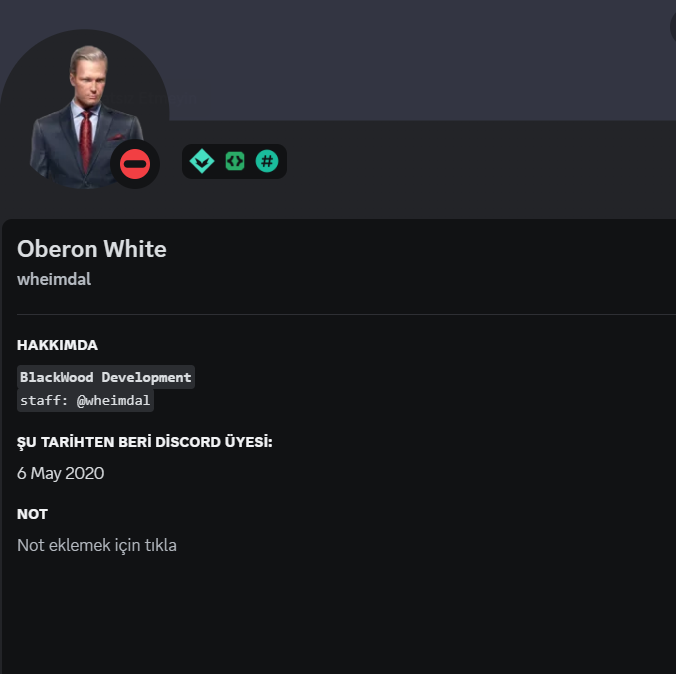 Oberon White
wheimdal
HAKKIMDA
BlackWood Development
staff: @wheimdal
ŞU TARİHTEN BERİ DİSCORD ÜYESİ:
6 May 2020
NOT
Not eklemek için tıkla